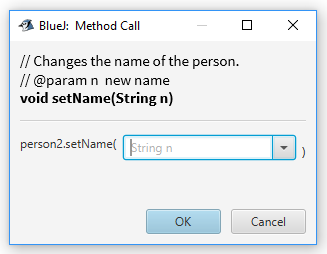 BlueJ: Method Call
// Changes the name of the person.
// @param n  new name
void setName(String n)
person2.setName( String n )
OK Cancel